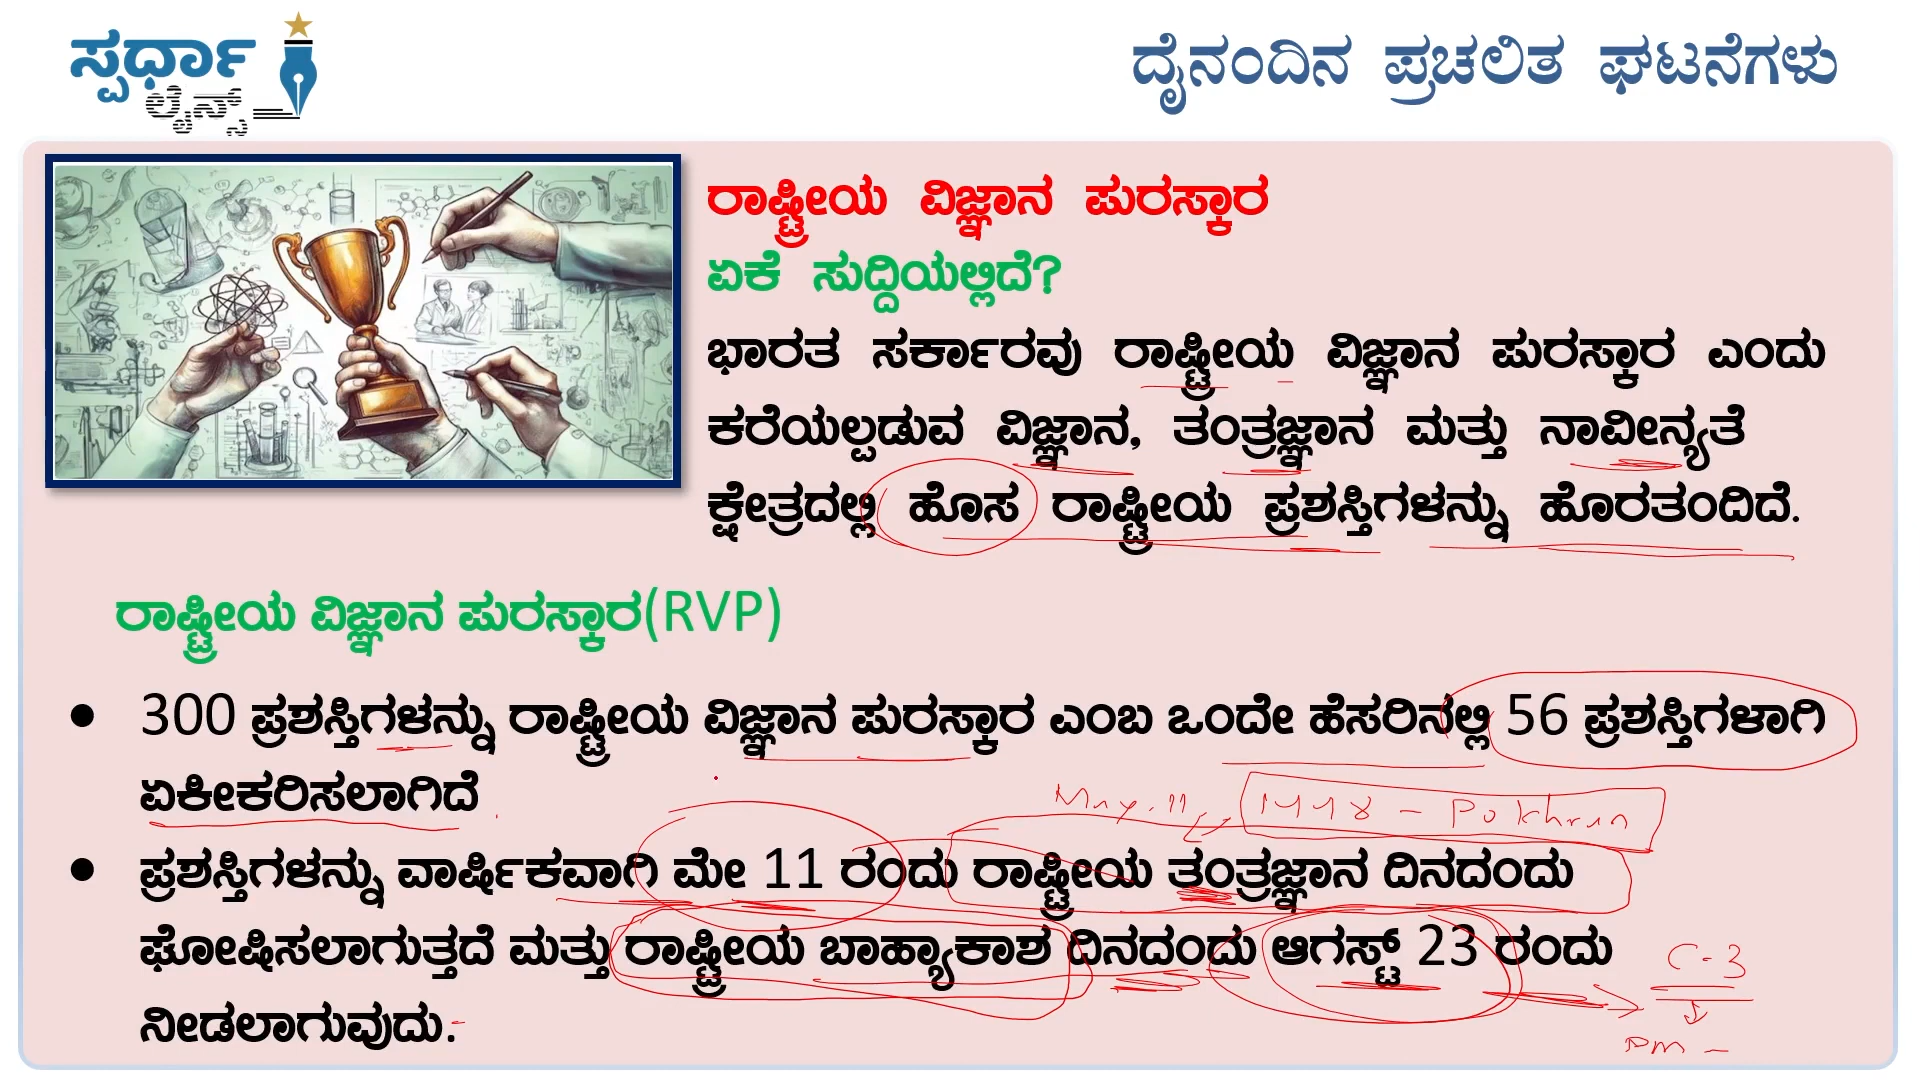 ಸ್ಪರ್ಧಾ
ಲೈನ್ಸ್
ದೈನಂದಿನ ಪ್ರಚಲಿತ ಘಟನೆಗಳು
ರಾಷ್ಟ್ರೀಯ ವಿಜ್ಞಾನ ಪುರಸ್ಕಾರ
ಏಕೆ ಸುದ್ದಿಯಲ್ಲಿದೆ?
ಭಾರತ ಸರ್ಕಾರವು ರಾಷ್ಟ್ರೀಯ ವಿಜ್ಞಾನ ಪುರಸ್ಕಾರ ಎಂದು
ಕರೆಯಲ್ಪಡುವ ವಿಜ್ಞಾನ, ತಂತ್ರಜ್ಞಾನ ಮತ್ತು ನಾವೀನ್ಯತೆ
ಕ್ಷೇತ್ರದಲ್ಲಿ ಹೊಸ ರಾಷ್ಟ್ರೀಯ ಪ್ರಶಸ್ತಿಗಳನ್ನು ಹೊರತಂದಿದೆ.
ರಾಷ್ಟ್ರೀಯ ವಿಜ್ಞಾನ ಪುರಸ್ಕಾರ(RVP)
• 300 ಪ್ರಶಸ್ತಿಗಳನ್ನು ರಾಷ್ಟ್ರೀಯ ವಿಜ್ಞಾನ ಪುರಸ್ಕಾರ ಎಂಬ ಒಂದೇ ಹೆಸರಿನಲ್ಲಿ 56 ಪ್ರಶಸ್ತಿಗಳಾಗಿ
ಏಕೀಕರಿಸಲಾಗಿದೆ
May-11 1998 - Pokhran
• ಪ್ರಶಸ್ತಿಗಳನ್ನು ವಾರ್ಷಿಕವಾಗಿ ಮೇ 11 ರಂದು ರಾಷ್ಟ್ರೀಯ ತಂತ್ರಜ್ಞಾನ ದಿನದಂದು
ಘೋಷಿಸಲಾಗುತ್ತದೆ ಮತ್ತು ರಾಷ್ಟ್ರೀಯ ಬಾಹ್ಯಾಕಾಶ ದಿನದಂದು ಆಗಸ್ಟ್ 23 ರಂದು
C-3
ನೀಡಲಾಗುವುದು.